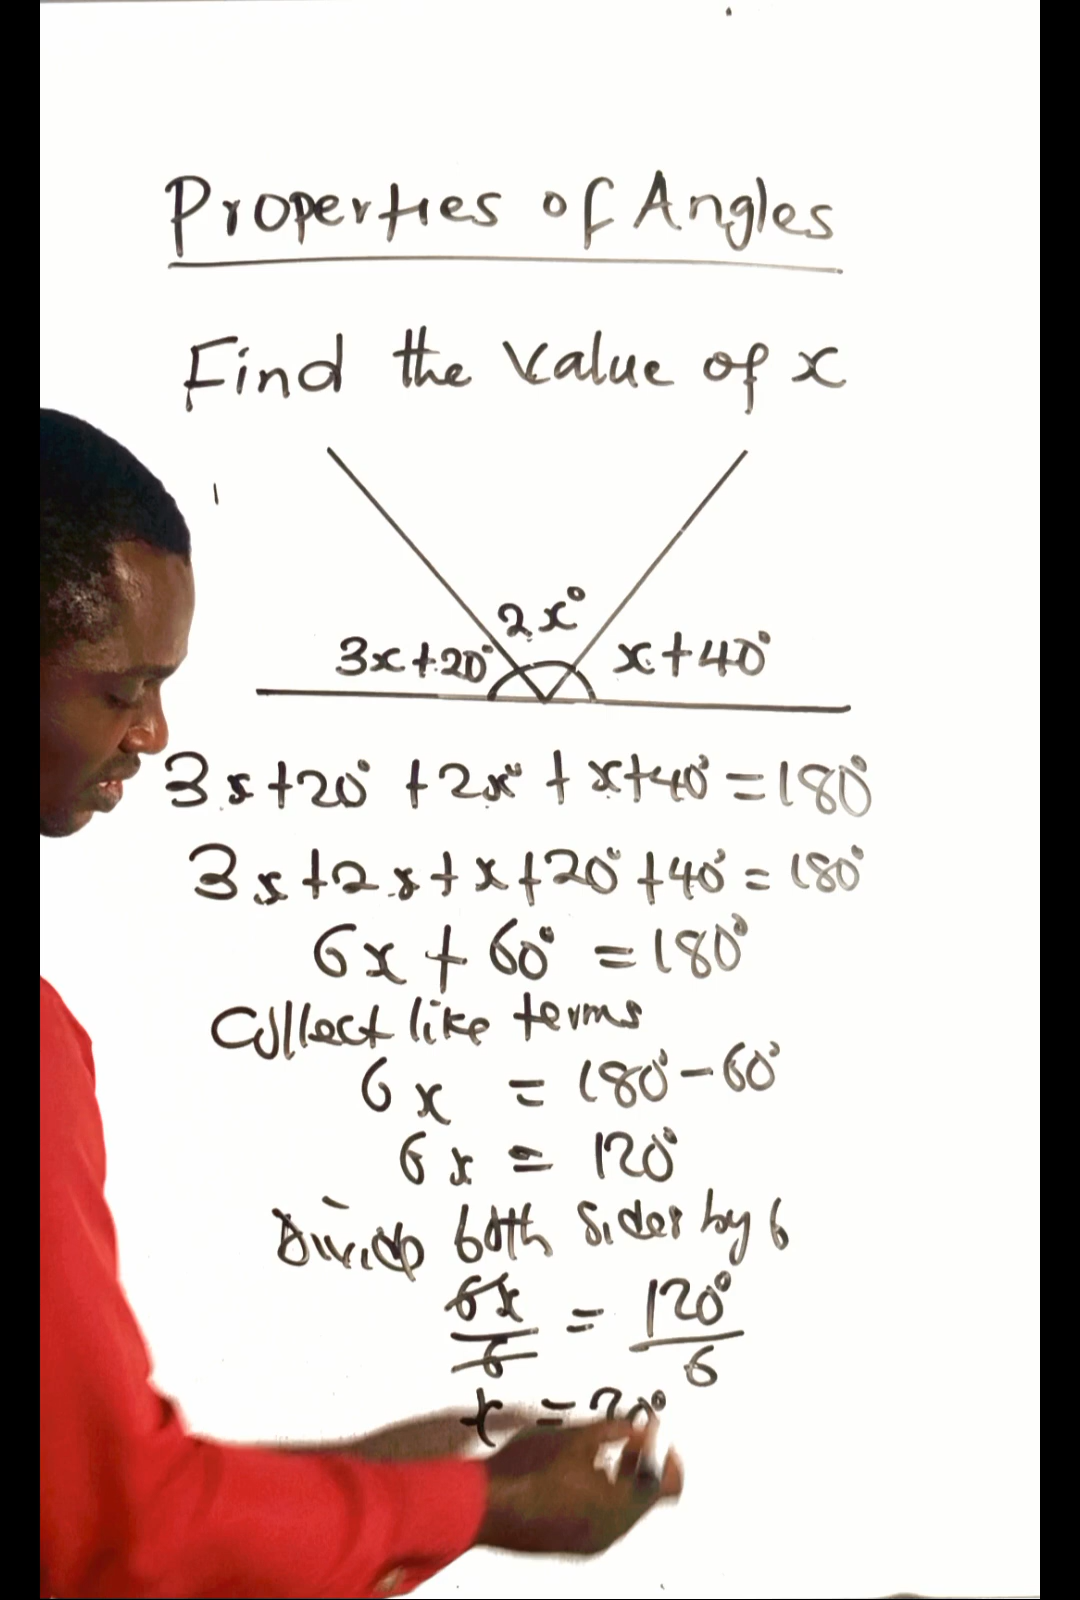 Properties of Angles
Find the Value of x
2x°
3x+20° x+40°
3x+20°+2x°+x+40°=180°
3x+2x+x+20°+40°=180°
6x+60°=180°
Collect like terms
6x = 180°-60°
6x = 120°
Divide both sides by 6
6x/6 = 120°/6
x = 20°